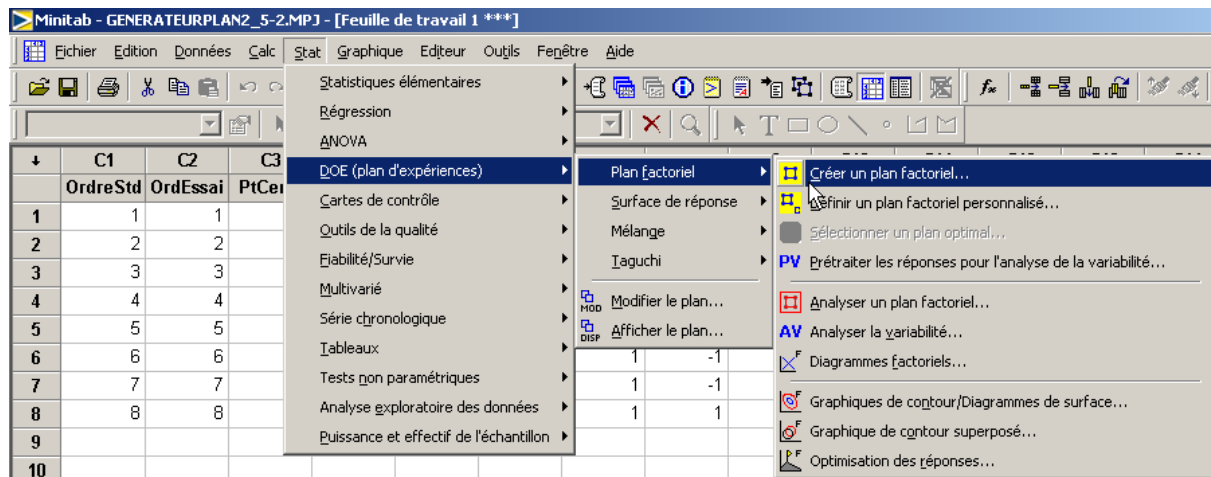 Minitab - GENERATEURPLAN2_5-2.MPJ - [Feuille de travail 1 ***]
Fichier Edition Données Calc Stat Graphique Editeur Outils Fenêtre Aide
Statistiques élémentaires
Régression
ANOVA
DOE (plan d'expériences)
Cartes de contrôle
Outils de la qualité
Fiabilité/Survie
Multivarié
Série chronologique
Tableaux
Tests non paramétriques
Analyse exploratoire des données
Puissance et effectif de l'échantillon
Plan factoriel
Surface de réponse
Mélange
Taguchi
MOD Modifier le plan...
DISP Afficher le plan...
Créer un plan factoriel...
Définir un plan factoriel personnalisé...
Sélectionner un plan optimal...
PV Prétraiter les réponses pour l'analyse de la variabilité...
Analyser un plan factoriel...
AV Analyser la variabilité...
Diagrammes factoriels...
Graphiques de contour/Diagrammes de surface...
Graphique de contour superposé...
Optimisation des réponses...
C1 C2 C3
OrdreStd OrdEssai PtCer
1 1 1
2 2 2
3 3 3
4 4 4
5 5 5
6 6 6 1 -1
7 7 7 1 -1
8 8 8 1 1
9
10